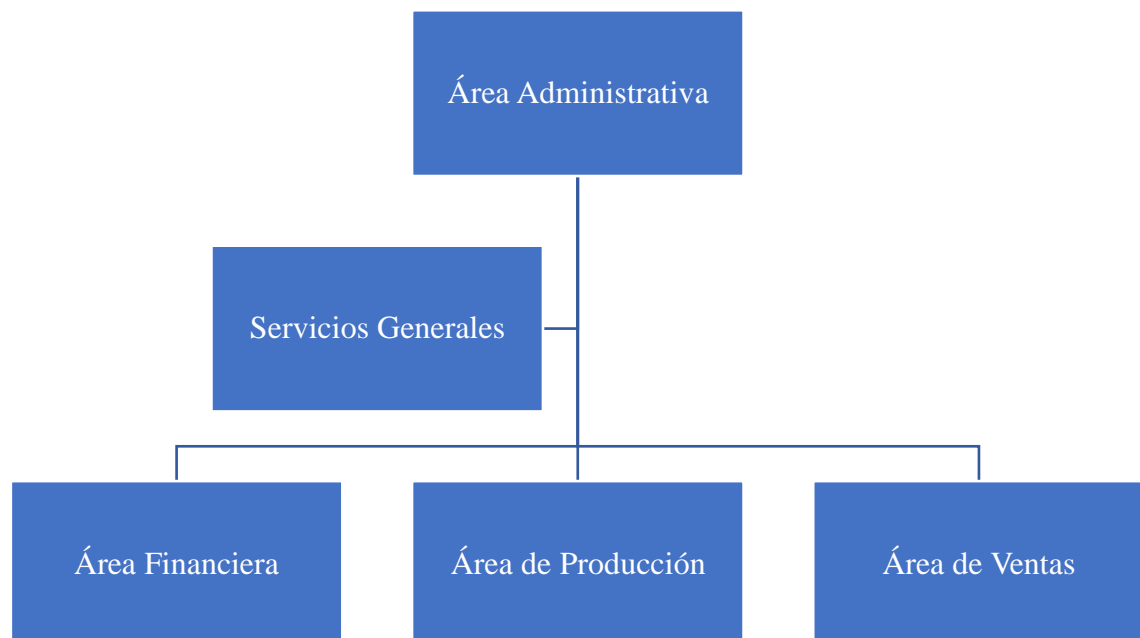 Área Administrativa
Servicios Generales
Área Financiera
Área de Producción
Área de Ventas